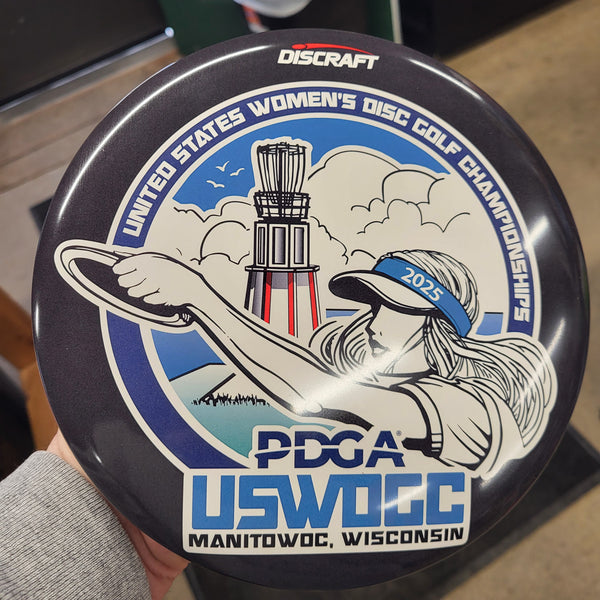 DISCRAFT
UNITED STATES WOMEN'S DISC GOLF CHAMPIONSHIPS
2025
PDGA®
USWDGC
MANITOWOC, WISCONSIN